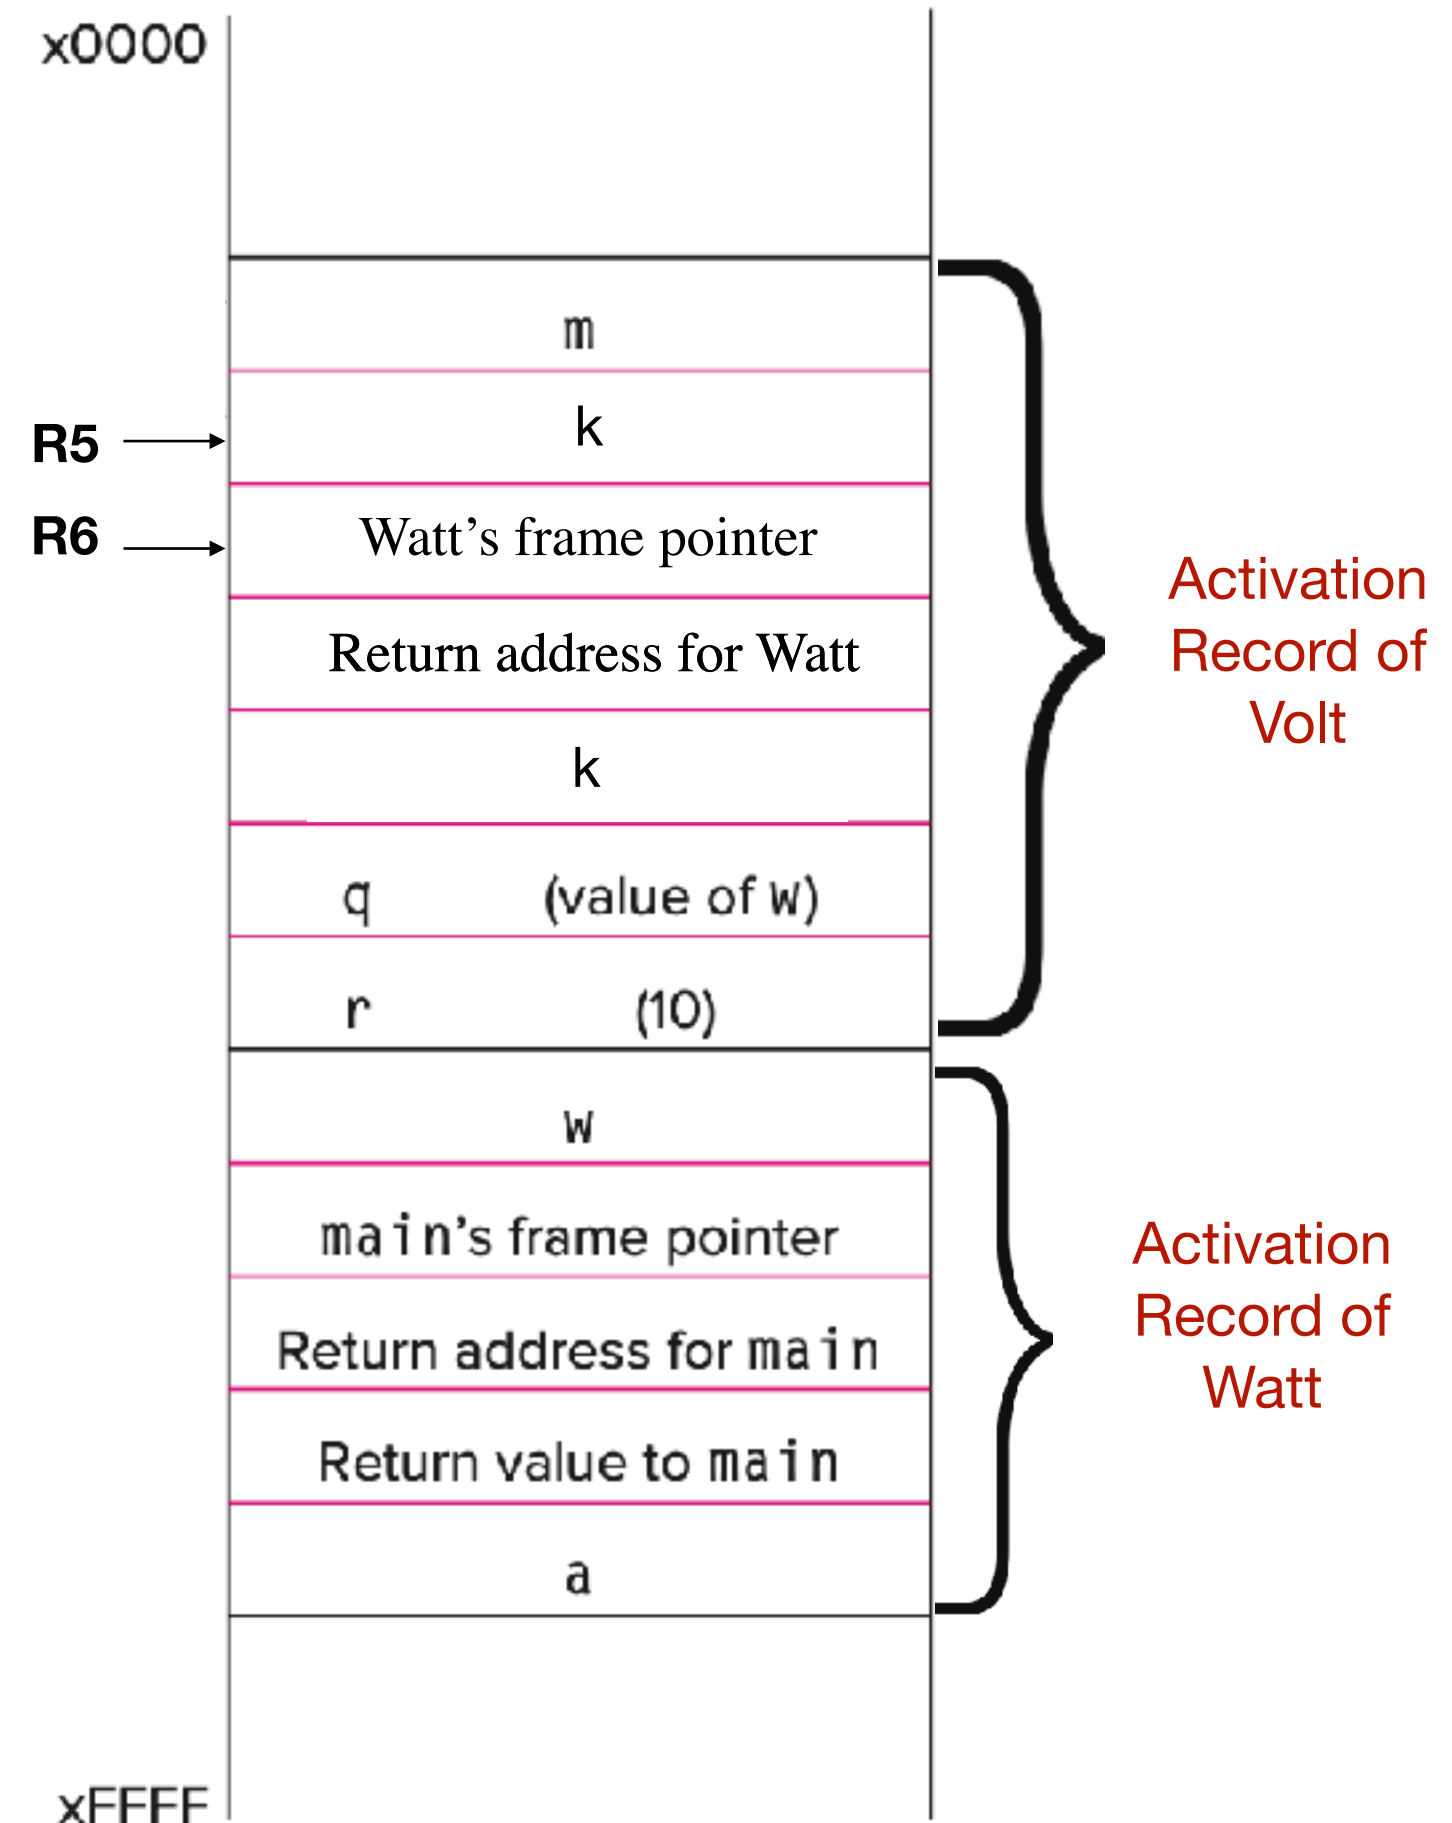 x0000
m
R5
k
R6
Watt’s frame pointer
Return address for Watt
k
q (value of w)
r (10)
Activation
Record of
Volt
w
main’s frame pointer
Return address for main
Return value to main
a
Activation
Record of
Watt
xFFFF